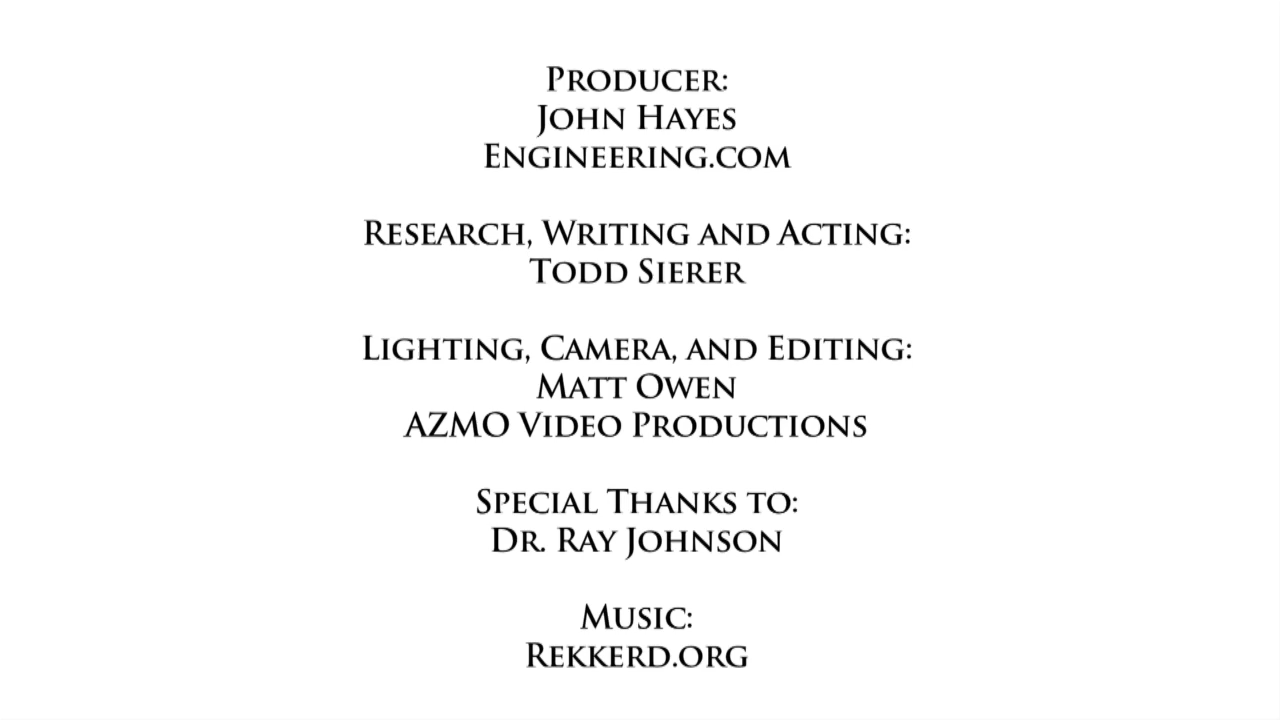 Producer:
John Hayes
Engineering.com
Research, Writing and Acting:
Todd Sierer
Lighting, Camera, and Editing:
Matt Owen
AZMO Video Productions
Special Thanks to:
Dr. Ray Johnson
Music:
Rekkerd.org